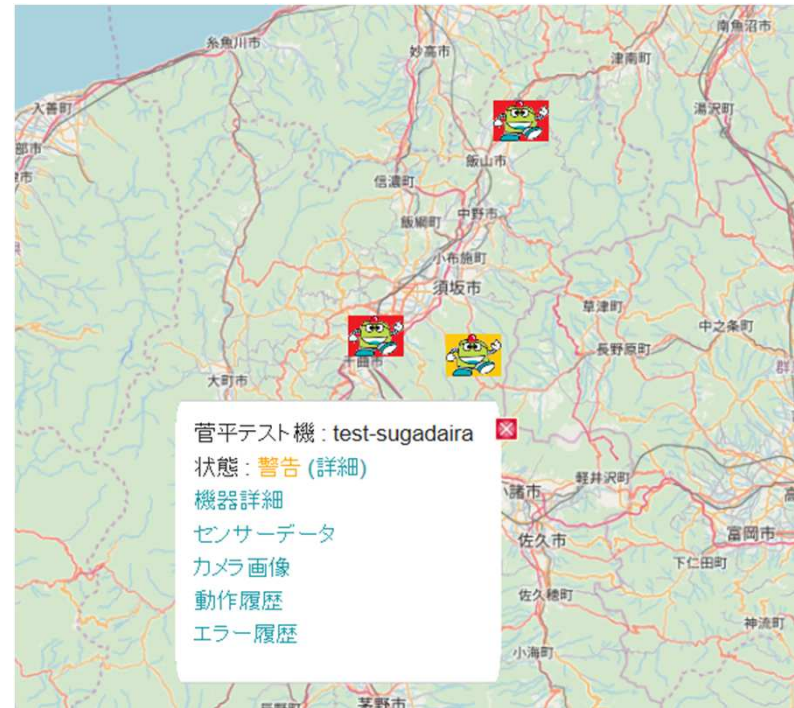 南魚沼市
糸魚川市
妙高市
津南町
入善町
湯沢町
部市
飯山市
市
信濃町
飯綱町
中野市
小布施町
須坂市
草津町
中之条町
長野原町
千曲市
群
大町市
菅平テスト機 : test-sugadaira
状態 : 警告 (詳細)
機器詳細
センサーデータ
カメラ画像
動作履歴
エラー履歴
小諸市
軽井沢町
高
佐久市
富岡市
下仁田町
佐久穂町
神流町
小海町
長野町
茅野市